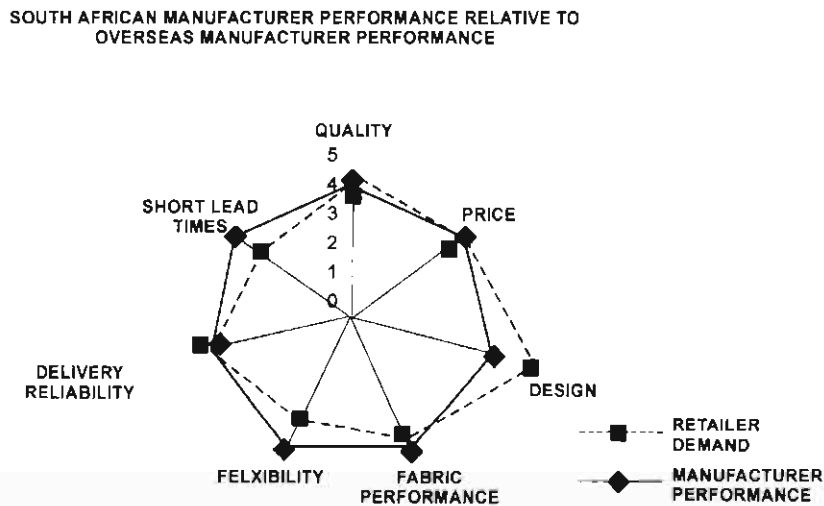 SOUTH AFRICAN MANUFACTURER PERFORMANCE RELATIVE TO
OVERSEAS MANUFACTURER PERFORMANCE
QUALITY
5
4
3
2
1
0
PRICE
SHORT LEAD
TIMES
DELIVERY
RELIABILITY
DESIGN
FELXIBILITY
FABRIC
PERFORMANCE
RETAILER
DEMAND
MANUFACTURER
PERFORMANCE